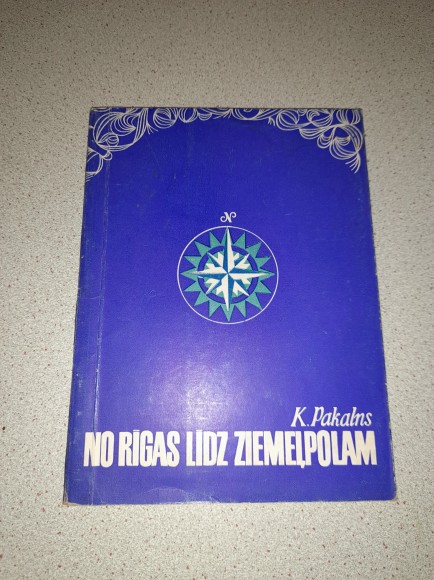 N
K. Pakalns
NO RĪGAS LĪDZ ZIEMEĻPOLAM